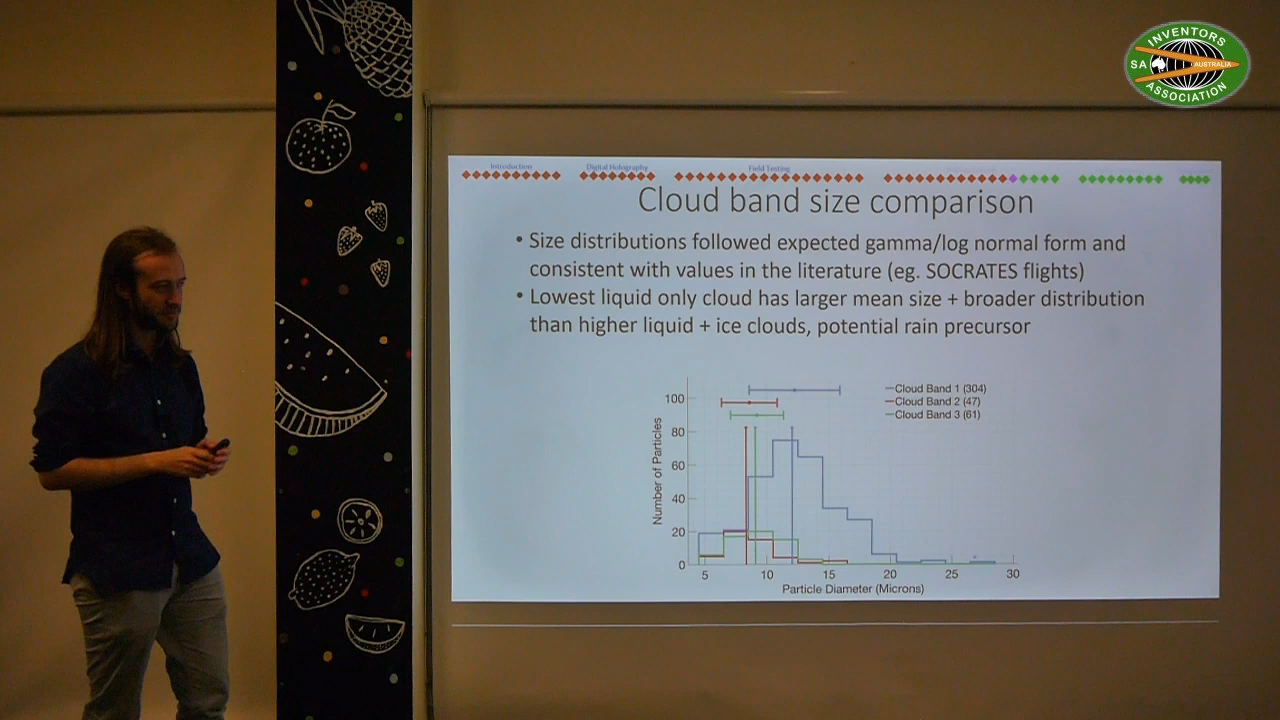 INVENTORS
SA AUSTRALIA
ASSOCIATION
Introduction
Digital Holography
Field Testing
Cloud band size comparison
• Size distributions followed expected gamma/log normal form and
consistent with values in the literature (eg. SOCRATES flights)
• Lowest liquid only cloud has larger mean size + broader distribution
than higher liquid + ice clouds, potential rain precursor
Cloud Band 1 (304)
Cloud Band 2 (47)
Cloud Band 3 (61)
Number of Particles
100
80
60
40
20
0
5 10 15 20 25 30
Particle Diameter (Microns)